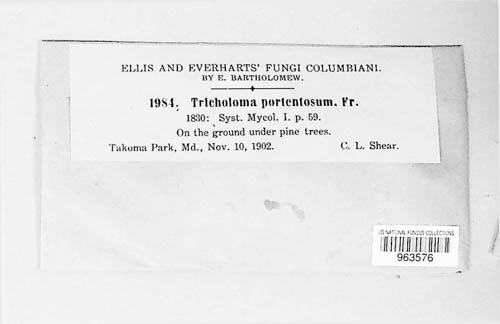 ELLIS AND EVERHARTS' FUNGI COLUMBIANI.
BY E. BARTHOLOMEW.
1984. Tricholoma portentosum, Fr.
1830: Syst. Mycol. I. p. 59.
On the ground under pine trees.
Takoma Park, Md., Nov. 10, 1902. C. L. Shear.
US NATIONAL FUNGUS COLLECTIONS
963576